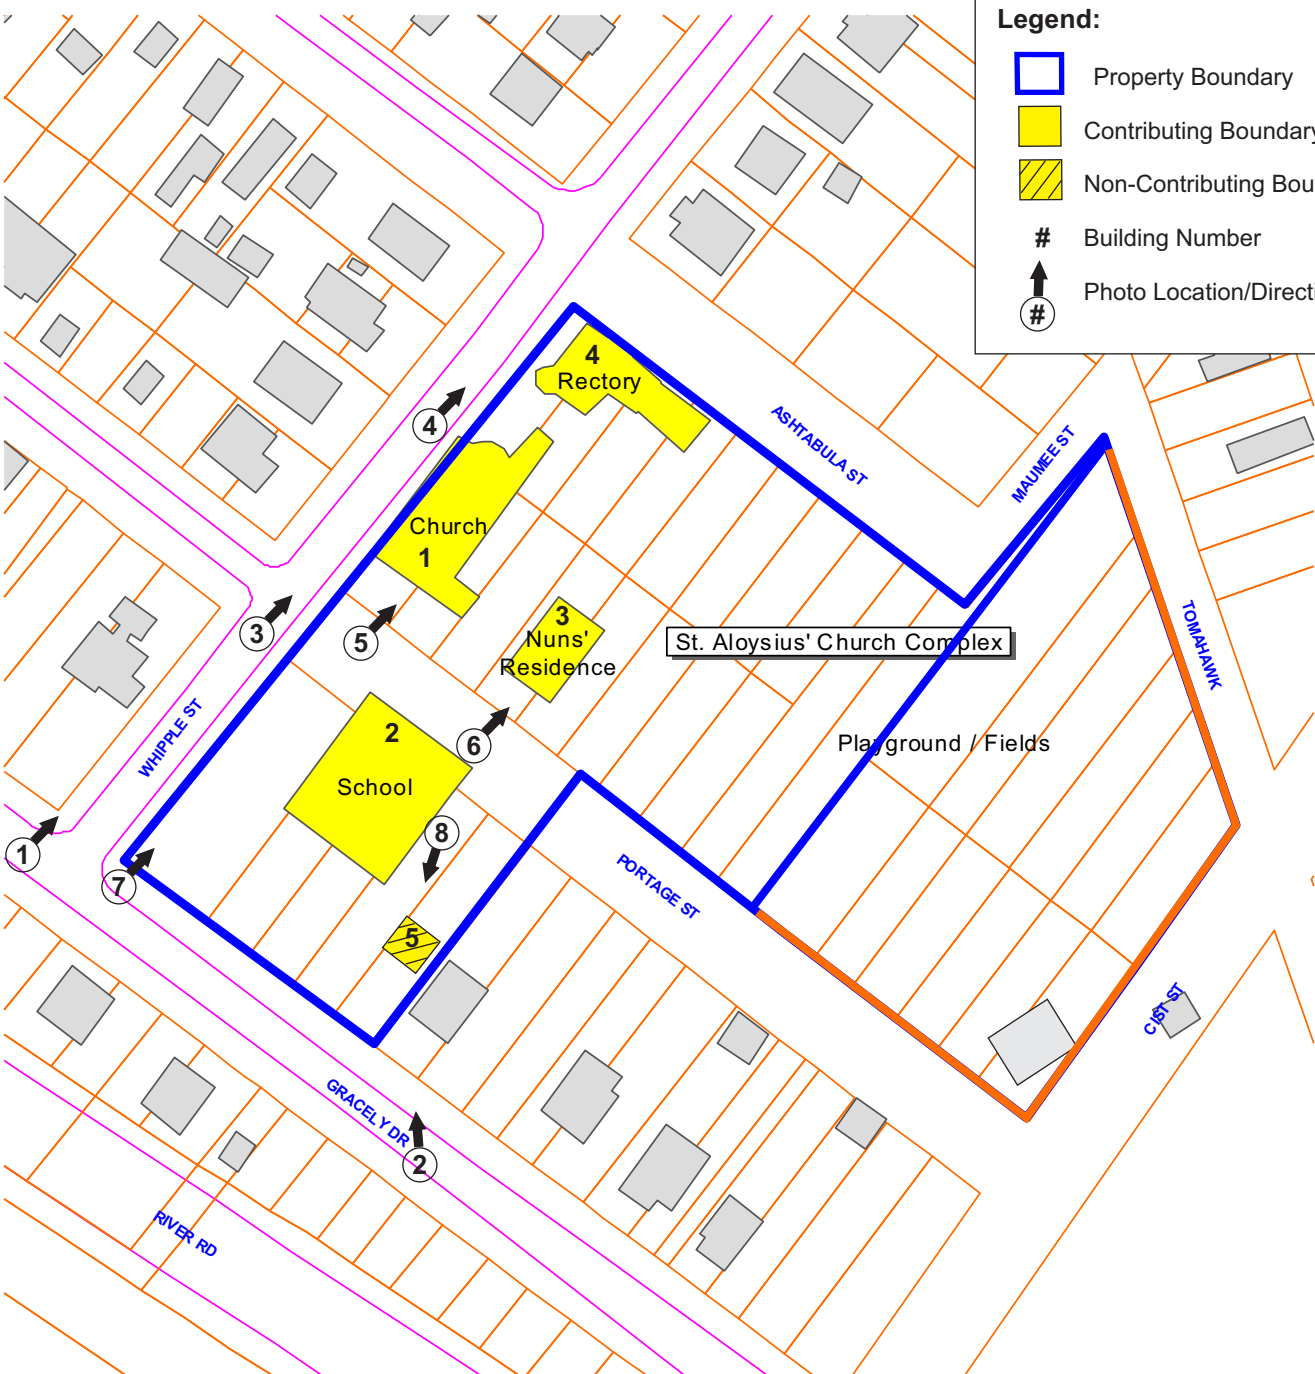 Legend:
Property Boundary
Contributing Boundary
Non-Contributing Bou
# Building Number
# Photo Location/Directi
4
Rectory
4
ASHTABULA ST
MAUMEE ST
Church
1
3
5
3
Nuns'
Residence
St. Aloysius' Church Complex
TOMAHAWK
WHIPPLE ST
2
6
Playground / Fields
School
1
8
7
PORTAGE ST
5
CIST ST
GRACELY DR
2
RIVER RD